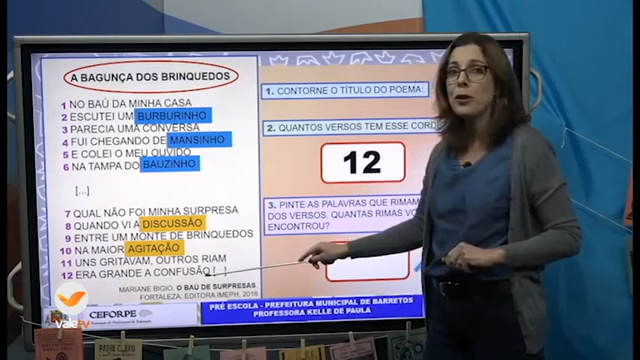 A BAGUNÇA DOS BRINQUEDOS
1 NO BAÚ DA MINHA CASA
2 ESCUTEI UM BURBURINHO
3 PARECIA UMA CONVERSA
4 FUI CHEGANDO DE MANSINHO
5 E COLEI O MEU OUVIDO
6 NA TAMPA DO BAUZINHO
[...]
7 QUAL NÃO FOI MINHA SURPRESA
8 QUANDO VI A DISCUSSÃO
9 ENTRE UM MONTE DE BRINQUEDOS
10 NA MAIOR AGITAÇÃO
11 UNS GRITAVAM, OUTROS RIAM
12 ERA GRANDE A CONFUSÃO [...]
MARIANE BIGIO. O BAÚ DE SURPRESAS
FORTALEZA: EDITORA IMEPH, 2016
1. CONTORNE O TÍTULO DO POEMA:
2. QUANTOS VERSOS TEM ESSE
12
3. PINTE AS PALAVRAS QUE RIMAM
DOS VERSOS. QUANTAS RIMAS
ENCONTROU?
vale tv
CEFORPE
PRÉ ESCOLA - PREFEITURA MUNICIPAL DE BARRETOS
PROFESSORA KELLE DE PAULA